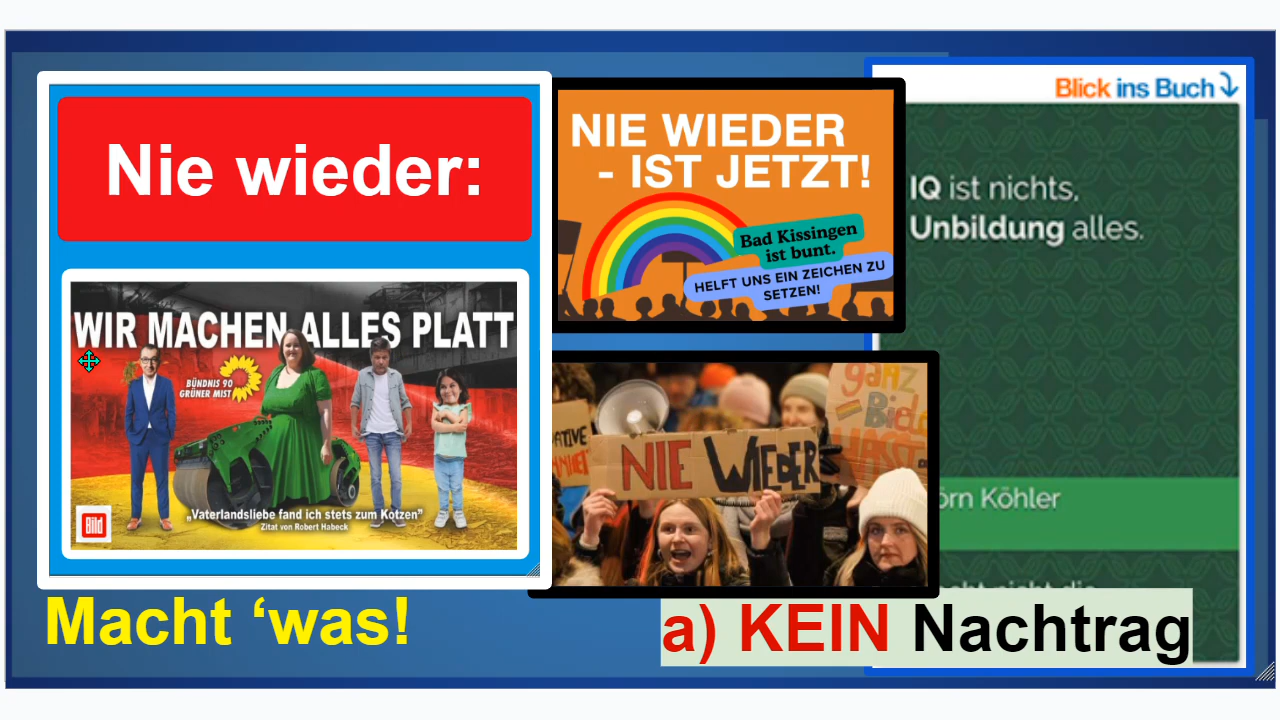 Nie wieder:
WIR MACHEN ALLES PLATT
BÜNDNIS 90
GRÜNER MIST
Bild
„Vaterlandsliebe fand ich stets zum Kotzen”
Zitat von Robert Habeck
Macht ‘was!
NIE WIEDER
- IST JETZT!
Bad Kissingen
ist bunt.
HELFT UNS EIN ZEICHEN ZU
SETZEN!
GANZ
NIE WIEDER
Blick ins Buch
IQ ist nichts,
Unbildung alles.
Köhler
a) KEIN Nachtrag